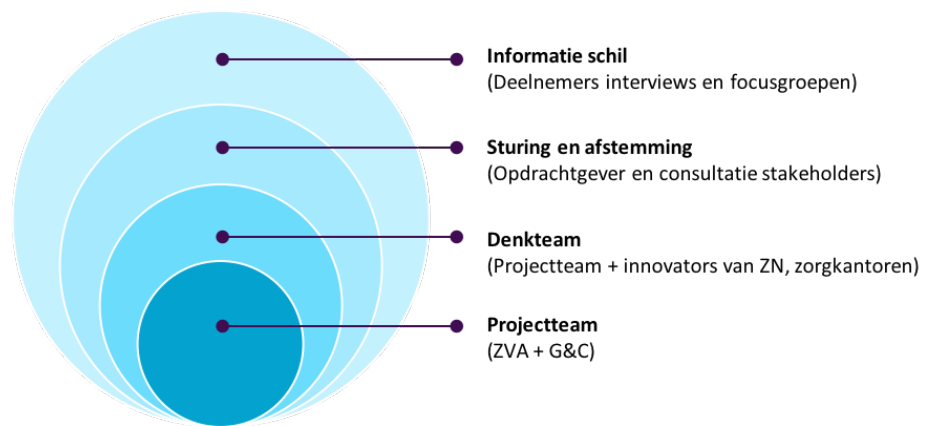 Informatie schil
(Deelnemers interviews en focusgroepen)
Sturing en afstemming
(Opdrachtgever en consultatie stakeholders)
Denkteam
(Projectteam + innovators van ZN, zorgkantoren)
Projectteam
(ZVA + G&C)